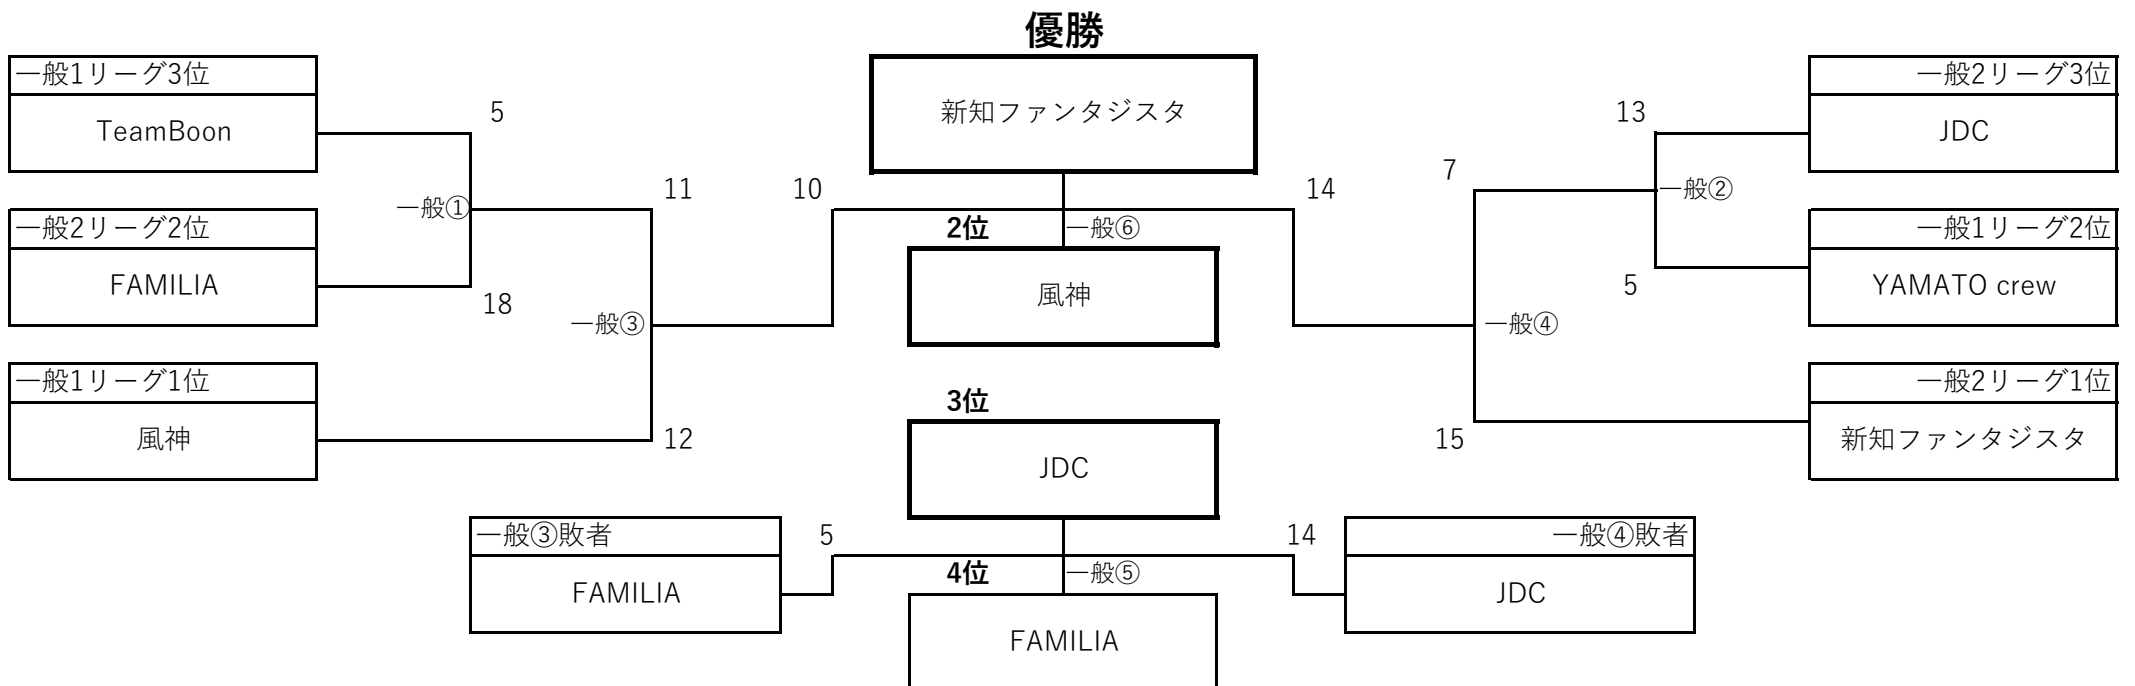 優勝
一般1リーグ3位
TeamBoon
5
一般①
一般2リーグ2位
FAMILIA
18
11
一般③
一般1リーグ1位
風神
12
10
新知ファンタジスタ
14
2位
一般⑥
風神
3位
JDC
一般③敗者
FAMILIA
5
4位
一般⑤
FAMILIA
14
一般④敗者
JDC
7
一般④
15
13
一般②
5
一般2リーグ3位
JDC
一般1リーグ2位
YAMATO crew
一般2リーグ1位
新知ファンタジスタ